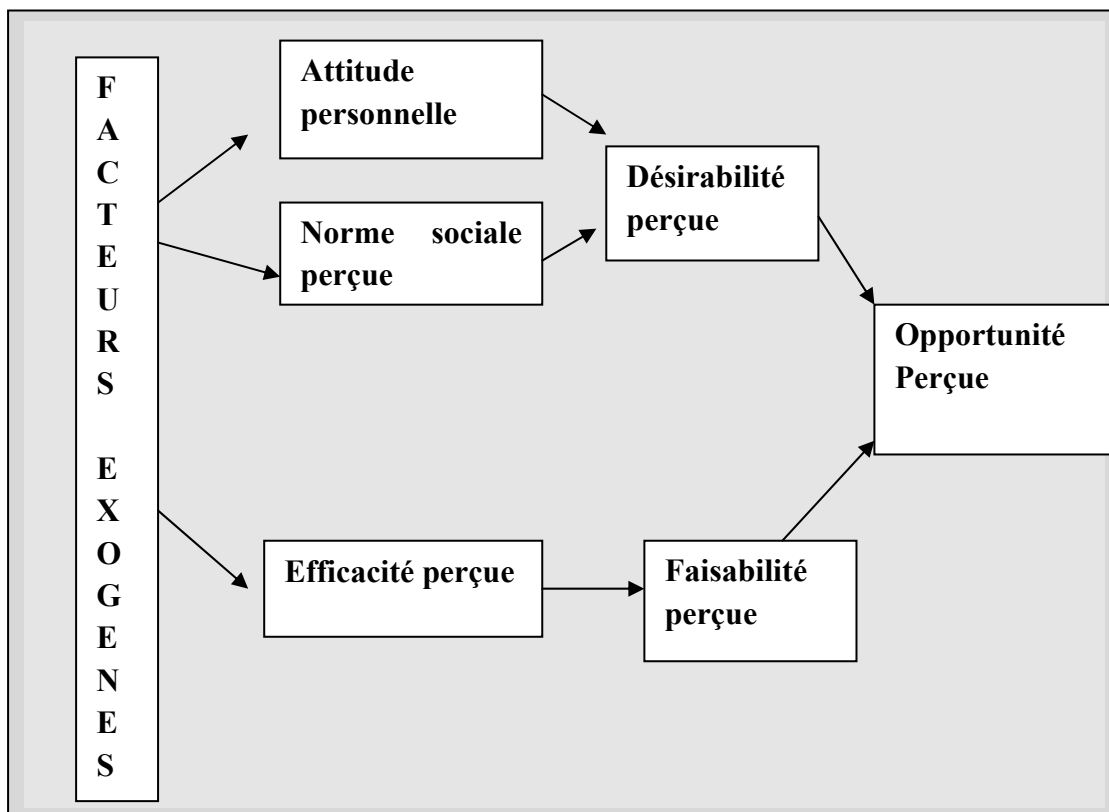 F
A
C
T
E
U
R
S
E
X
O
G
E
N
E
S
Attitude
personnelle
Norme sociale
perçue
Désirabilité
perçue
Opportunité
Perçue
Efficacité perçue
Faisabilité
perçue